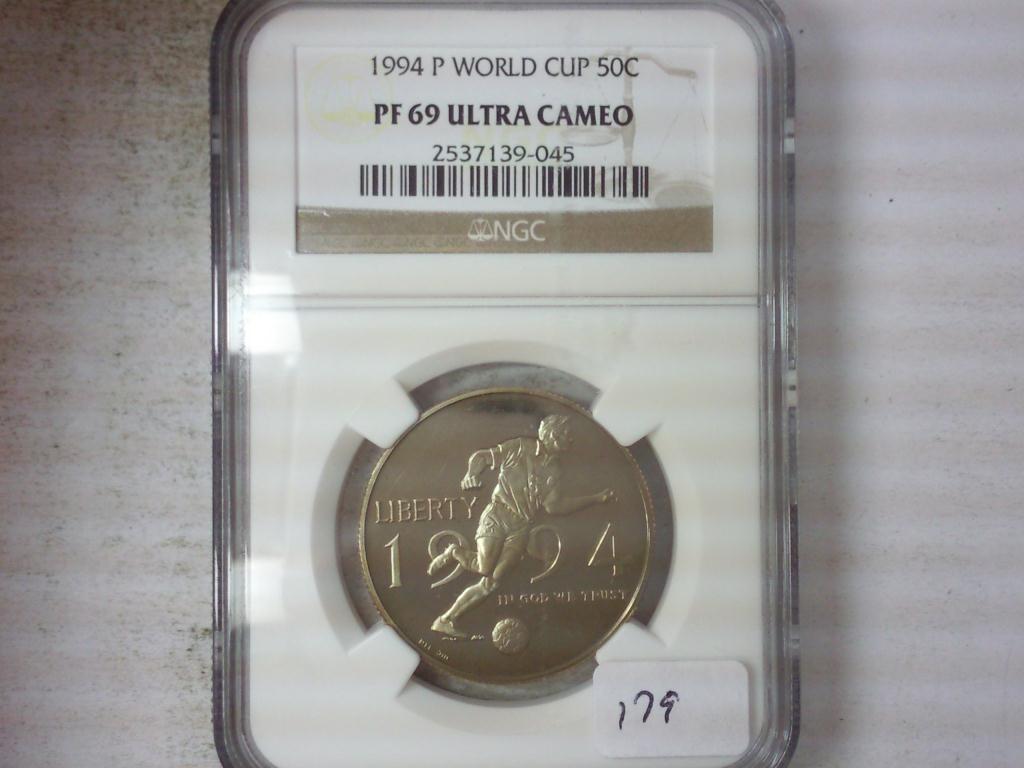 1994 P WORLD CUP 50C
PF 69 ULTRA CAMEO
2537139-045
NGC
LIBERTY
1994
IN GOD WE TRUST
179